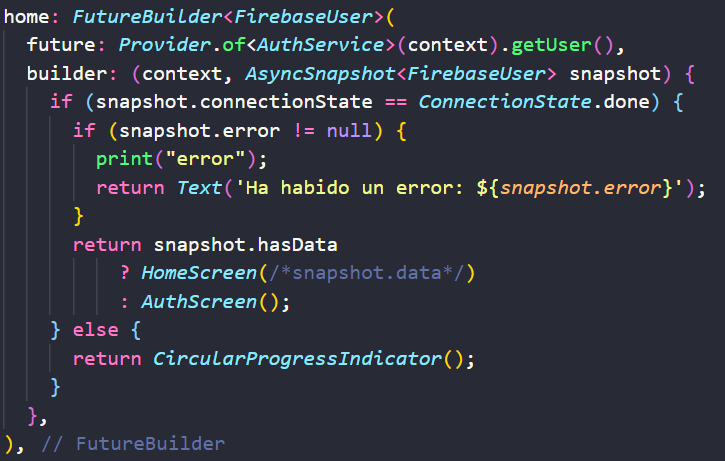 home: FutureBuilder<FirebaseUser>(
  future: Provider.of<AuthService>(context).getUser(),
  builder: (context, AsyncSnapshot<FirebaseUser> snapshot) {
    if (snapshot.connectionState == ConnectionState.done) {
      if (snapshot.error != null) {
        print("error");
        return Text('Ha habido un error: ${snapshot.error}');
      }
      return snapshot.hasData
          ? HomeScreen(/*snapshot.data*/)
          : AuthScreen();
    } else {
      return CircularProgressIndicator();
    }
  },
), // FutureBuilder